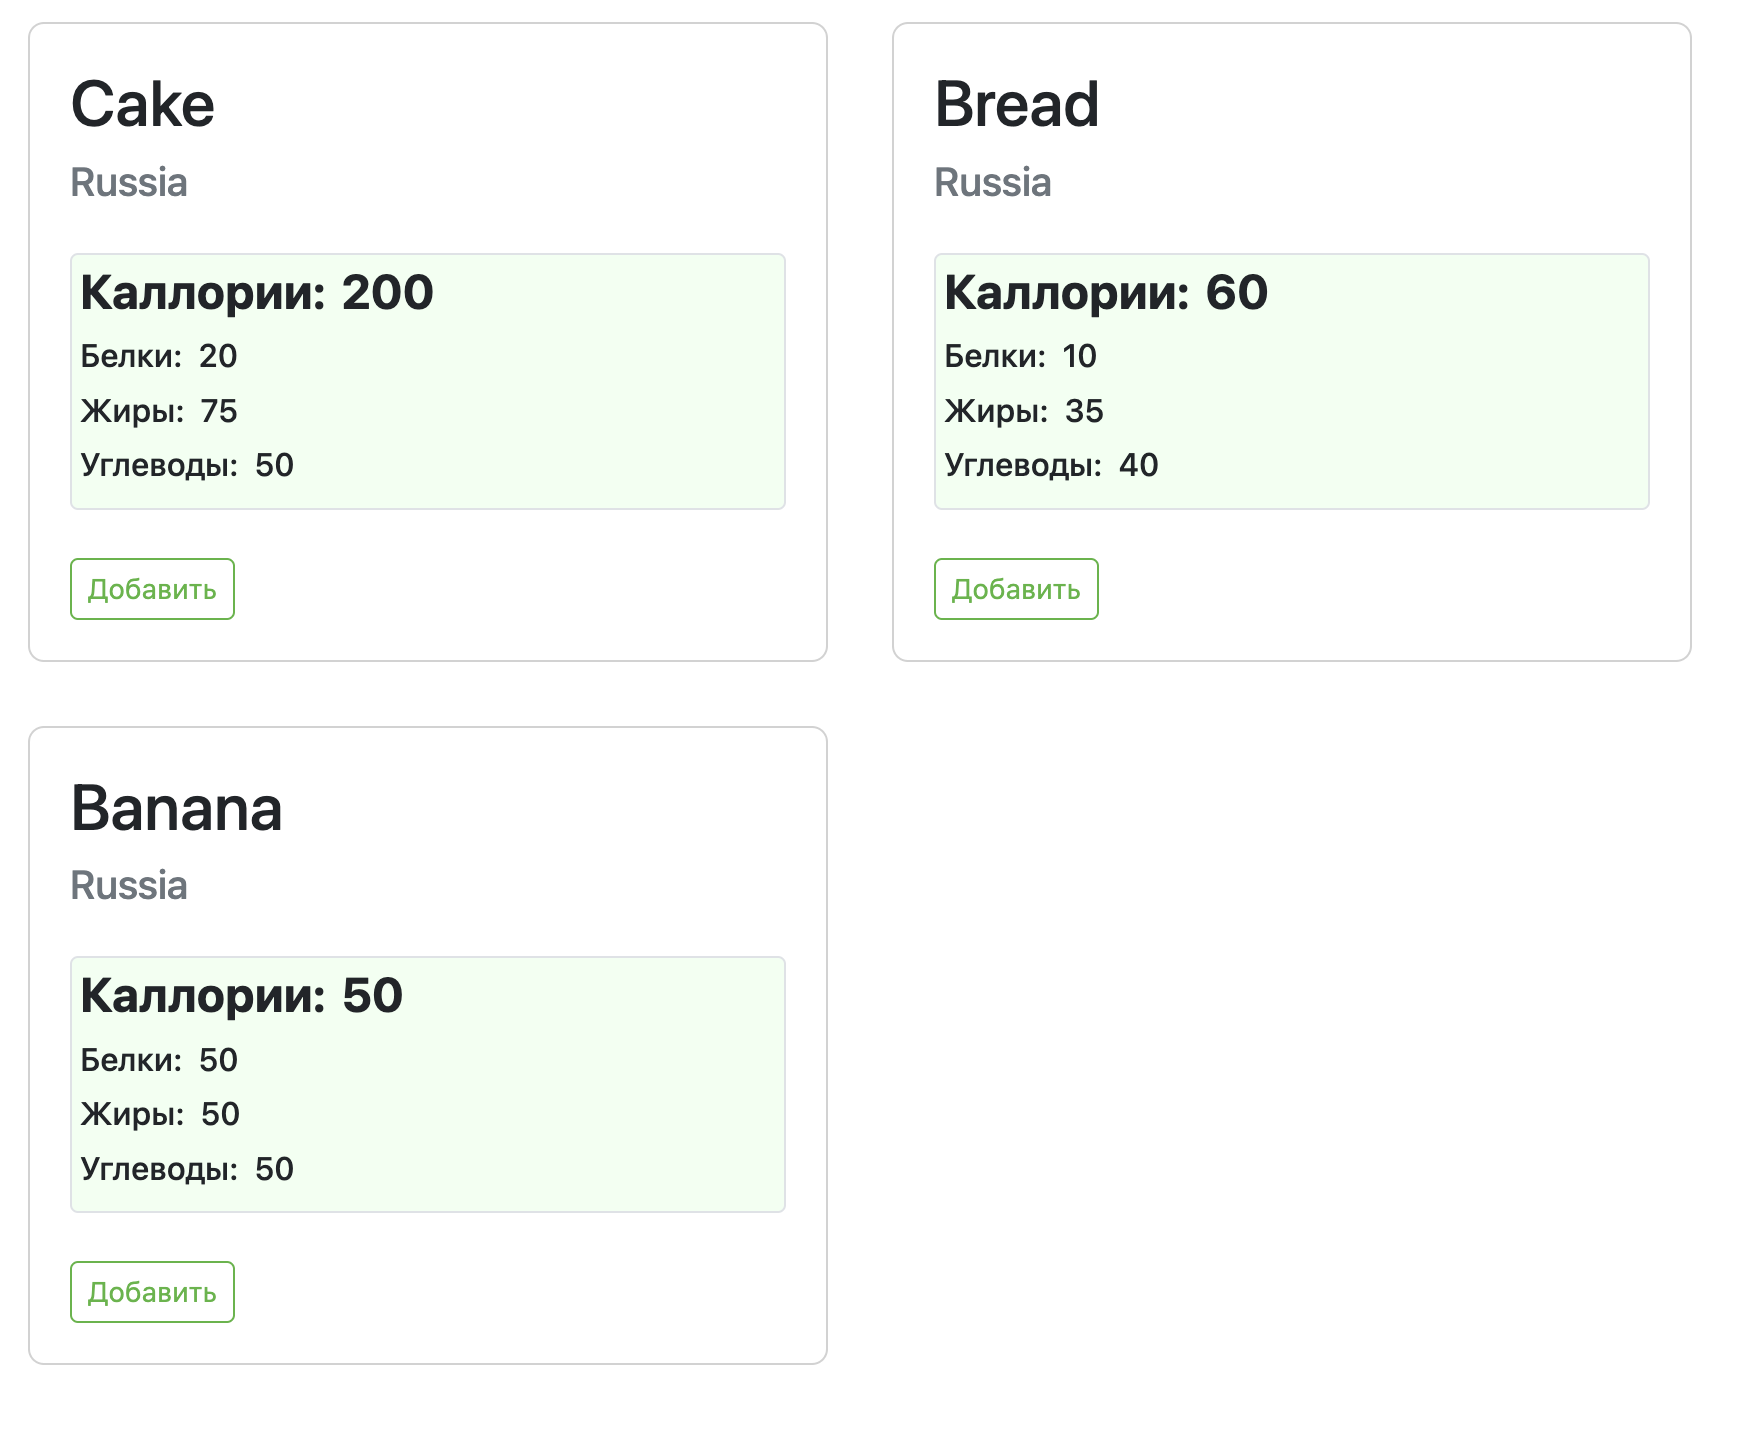 Cake
Russia
Каллории: 200
Белки: 20
Жиры: 75
Углеводы: 50
Добавить
Bread
Russia
Каллории: 60
Белки: 10
Жиры: 35
Углеводы: 40
Добавить
Banana
Russia
Каллории: 50
Белки: 50
Жиры: 50
Углеводы: 50
Добавить